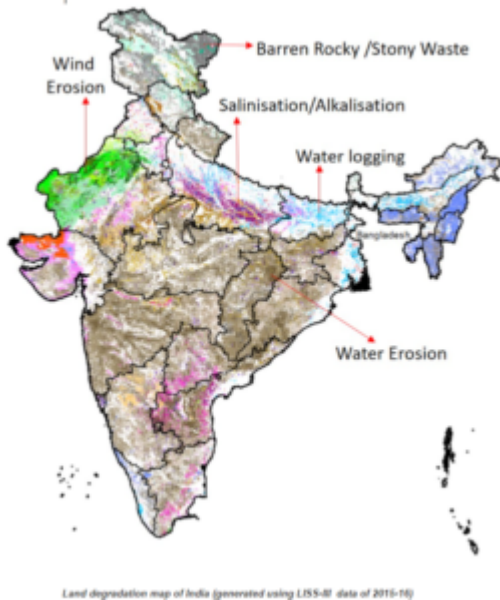 Barren Rocky /Stony Waste
Wind
Erosion
Salinisation/Alkalisation
Water logging
Bangladesh
Water Erosion
Land degradation map of India (generated using LISS-III data of 2015-16)